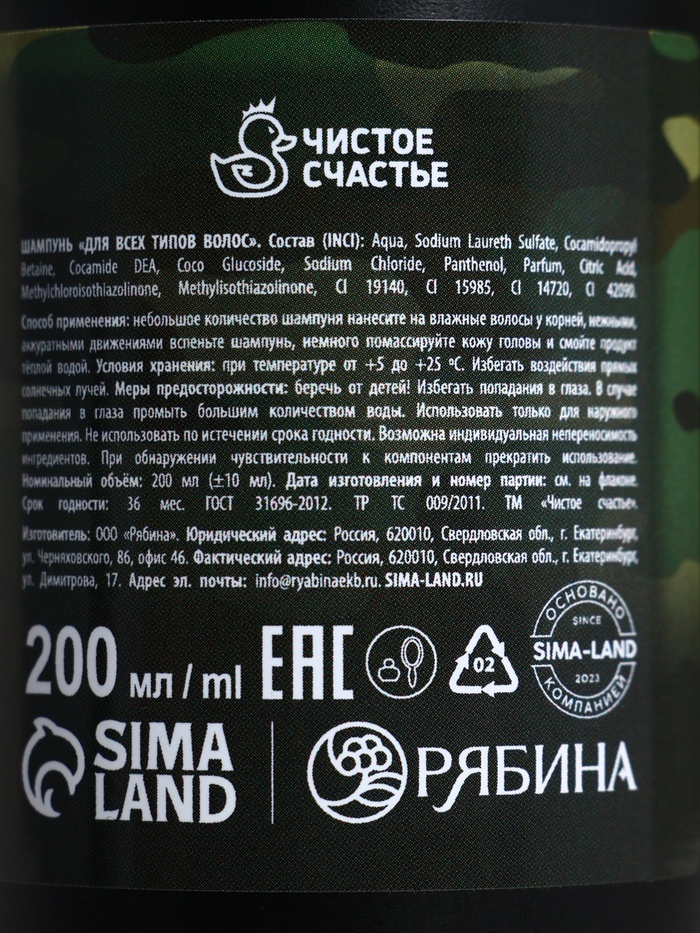 ЧИСТОЕ
СЧАСТЬЕ
ШАМПУНЬ «ДЛЯ ВСЕХ ТИПОВ ВОЛОС». Состав (INCI): Aqua, Sodium Laureth Sulfate, Cocamidopropyl
Betaine, Cocamide DEA, Coco Glucoside, Sodium Chloride, Panthenol, Parfum, Citric Acid,
Methylchloroisothiazolinone, Methylisothiazolinone, CI 19140, CI 15985, CI 14720, CI 42090.
Способ применения: небольшое количество шампуня нанесите на влажные волосы у корней, нежными,
аккуратными движениями вспеньте шампунь, немного помассируйте кожу головы и смойте продукт
тёплой водой. Условия хранения: при температуре от +5 до +25 °C. Избегать воздействия прямых
солнечных лучей. Меры предосторожности: беречь от детей! Избегать попадания в глаза. В случае
попадания в глаза промыть большим количеством воды. Использовать только для наружного
применения. Не использовать по истечении срока годности. Возможна индивидуальная непереносимость
ингредиентов. При обнаружении чувствительности к компонентам прекратить использование.
Номинальный объём: 200 мл (±10 мл). Дата изготовления и номер партии: см. на флаконе.
Срок годности: 36 мес. ГОСТ 31696-2012. ТР ТС 009/2011. ТМ «Чистое счастье».
Изготовитель: ООО «Рябина». Юридический адрес: Россия, 620010, Свердловская обл., г. Екатеринбург,
ул. Черняховского, 86, офис 46. Фактический адрес: Россия, 620010, Свердловская обл., г. Екатеринбург,
ул. Димитрова, 17. Адрес эл. почты: info@ryabinaekb.ru. SIMA-LAND.RU
200 мл / ml
EAC
02
ОСНОВАНО
SINCE
SIMA-LAND
2023
КОМПАНИЕЙ
SIMA
LAND
РЯБИНА